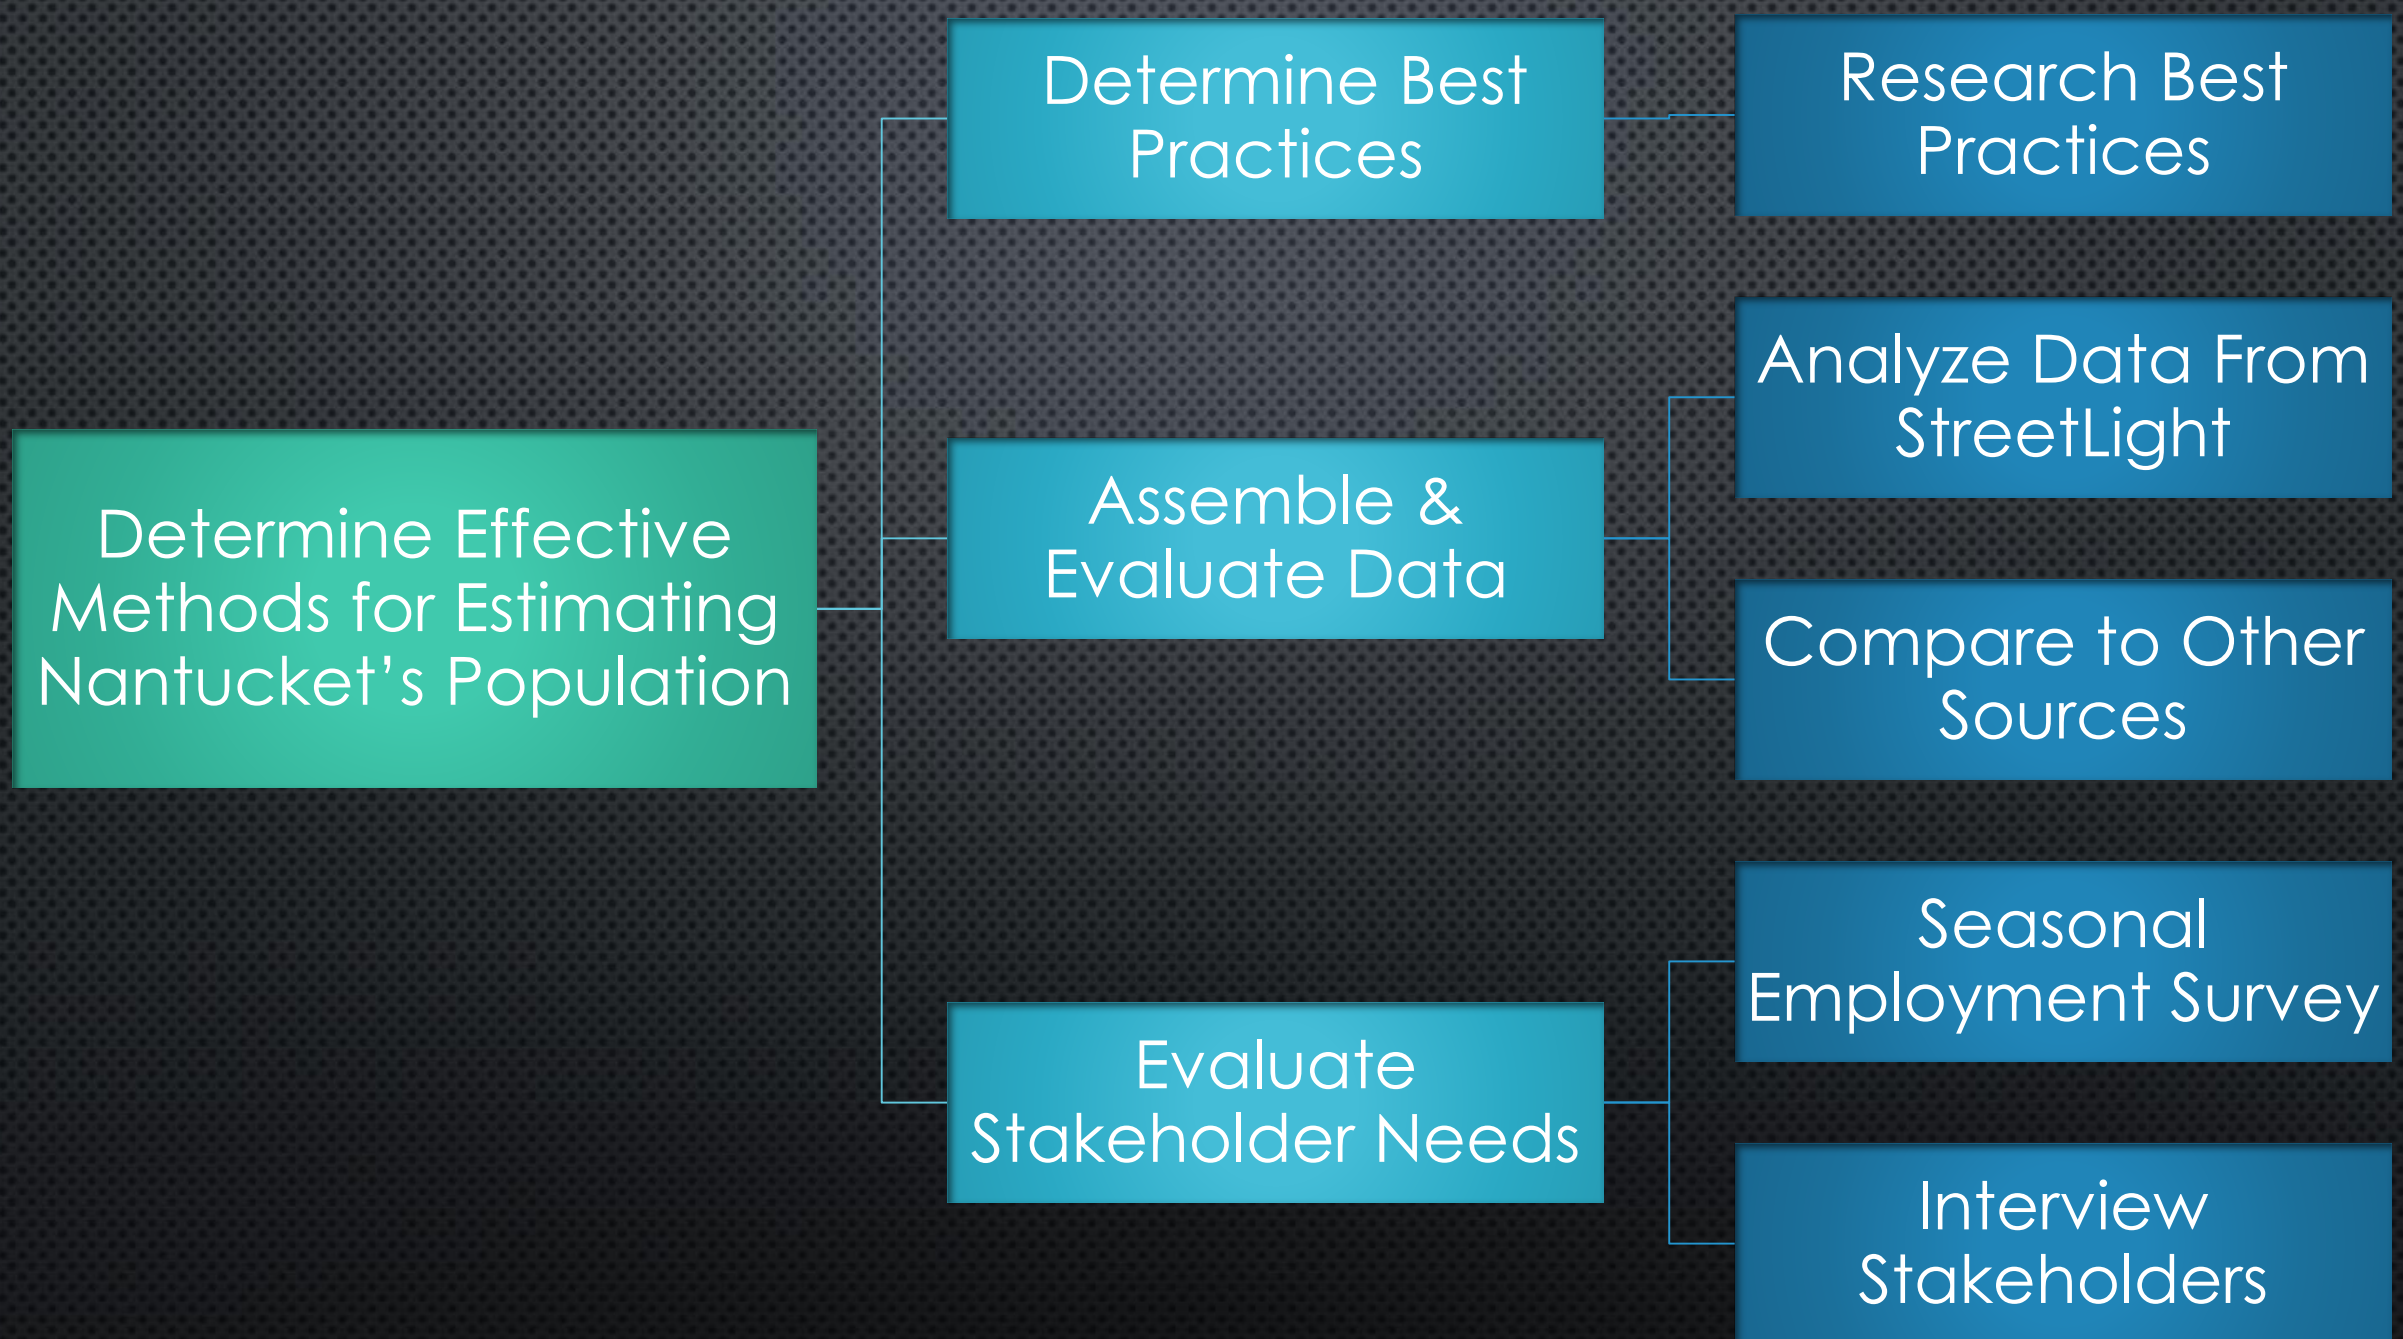 Determine Effective
Methods for Estimating
Nantucket’s Population
Determine Best
Practices
Research Best
Practices
Assemble &
Evaluate Data
Analyze Data From
StreetLight
Compare to Other
Sources
Evaluate
Stakeholder Needs
Seasonal
Employment Survey
Interview
Stakeholders